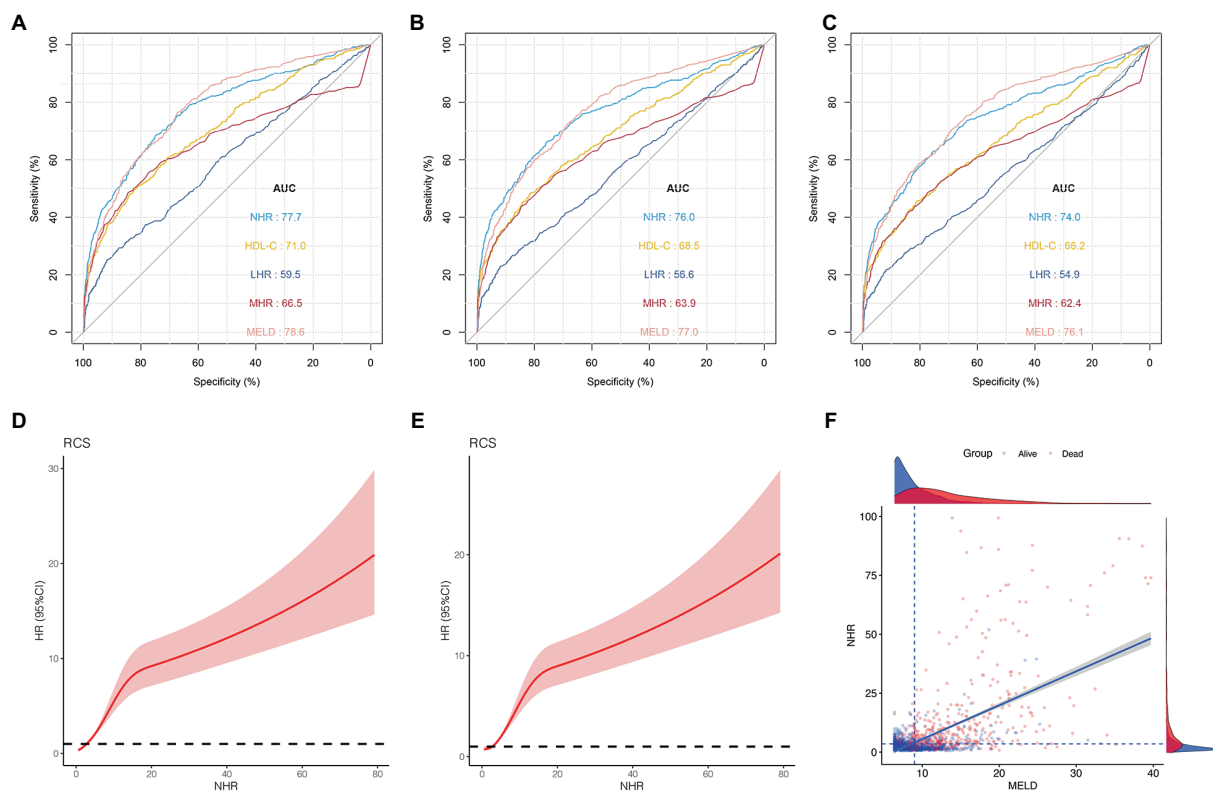 A
Sensitivity (%)
100
80
60
40
20
0
AUC
NHR : 77.7
HDL-C : 71.0
LHR : 59.5
MHR : 66.5
MELD : 78.6
100 80 60 40 20 0
Specificity (%)
B
Sensitivity (%)
100
80
60
40
20
0
AUC
NHR : 76.0
HDL-C : 68.5
LHR : 56.6
MHR : 63.9
MELD : 77.0
100 80 60 40 20 0
Specificity (%)
C
Sensitivity (%)
100
80
60
40
20
0
AUC
NHR : 74.0
HDL-C : 66.2
LHR : 54.9
MHR : 62.4
MELD : 76.1
100 80 60 40 20 0
Specificity (%)
D
RCS
HR (95%CI)
30
20
10
0
0 20 40 60 80
NHR
E
RCS
HR (95%CI)
20
10
0
0 20 40 60 80
NHR
F
Group Alive Dead
NHR
100
75
50
25
0
10 20 30 40
MELD